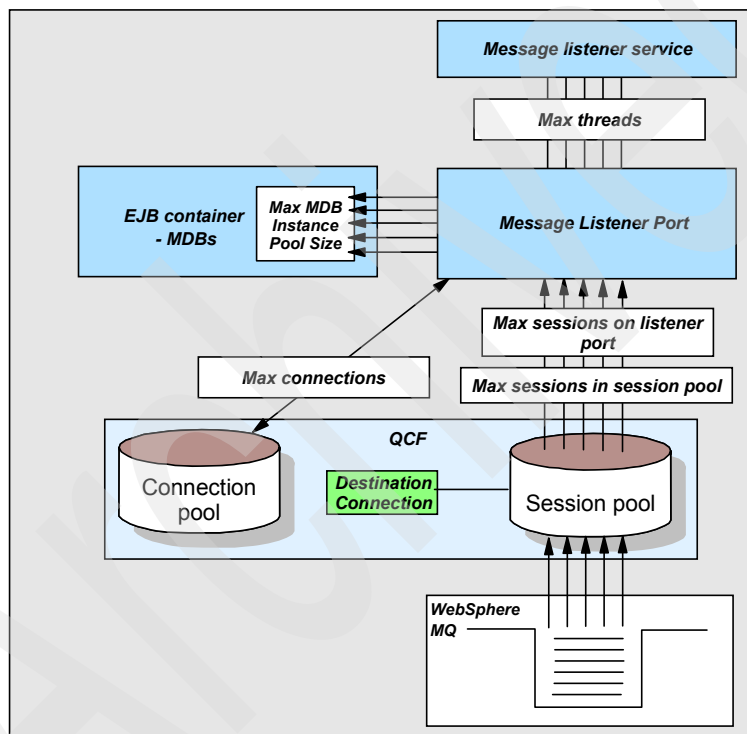 Message listener service
Max threads
EJB container
- MDBs
Max MDB
Instance
Pool Size
Message Listener Port
Max sessions on listener
port
Max connections
Max sessions in session pool
QCF
Connection
pool
Destination
Connection
Session pool
WebSphere
MQ